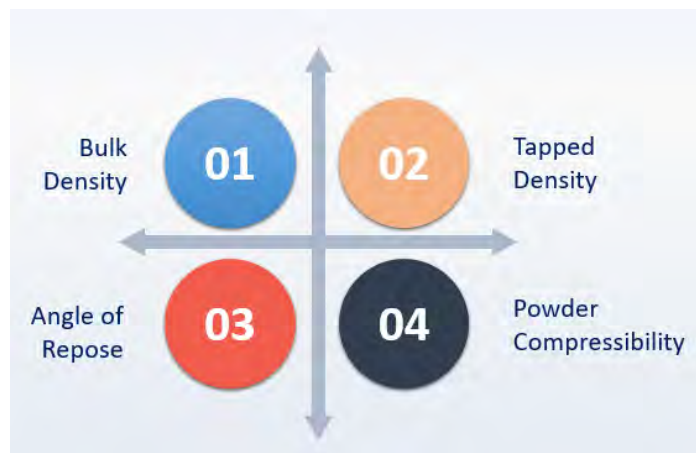 Bulk
Density
01
02
Tapped
Density
Angle of
Repose
03
04
Powder
Compressibility